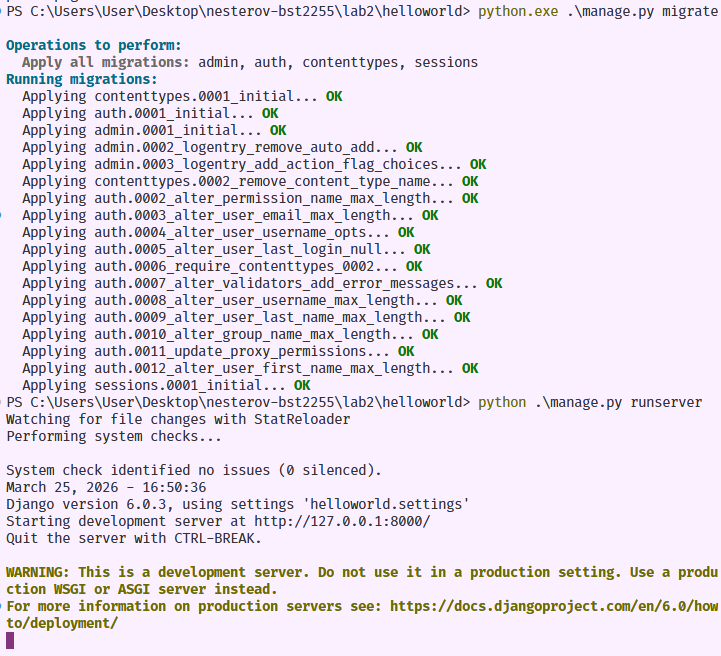 PS C:\Users\User\Desktop\nesterov-bst2255\lab2\helloworld> python.exe .\manage.py migrate
Operations to perform:
  Apply all migrations: admin, auth, contenttypes, sessions
Running migrations:
  Applying contenttypes.0001_initial... OK
  Applying auth.0001_initial... OK
  Applying admin.0001_initial... OK
  Applying admin.0002_logentry_remove_auto_add... OK
  Applying admin.0003_logentry_add_action_flag_choices... OK
  Applying contenttypes.0002_remove_content_type_name... OK
  Applying auth.0002_alter_permission_name_max_length... OK
  Applying auth.0003_alter_user_email_max_length... OK
  Applying auth.0004_alter_user_username_opts... OK
  Applying auth.0005_alter_user_last_login_null... OK
  Applying auth.0006_require_contenttypes_0002... OK
  Applying auth.0007_alter_validators_add_error_messages... OK
  Applying auth.0008_alter_user_username_max_length... OK
  Applying auth.0009_alter_user_last_name_max_length... OK
  Applying auth.0010_alter_group_name_max_length... OK
  Applying auth.0011_update_proxy_permissions... OK
  Applying auth.0012_alter_user_first_name_max_length... OK
  Applying sessions.0001_initial... OK
PS C:\Users\User\Desktop\nesterov-bst2255\lab2\helloworld> python .\manage.py runserver
Watching for file changes with StatReloader
Performing system checks...
System check identified no issues (0 silenced).
March 25, 2026 - 16:50:36
Django version 6.0.3, using settings 'helloworld.settings'
Starting development server at http://127.0.0.1:8000/
Quit the server with CTRL-BREAK.
WARNING: This is a development server. Do not use it in a production setting. Use a produ
ction WSGI or ASGI server instead.
For more information on production servers see: https://docs.djangoproject.com/en/6.0/how
to/deployment/